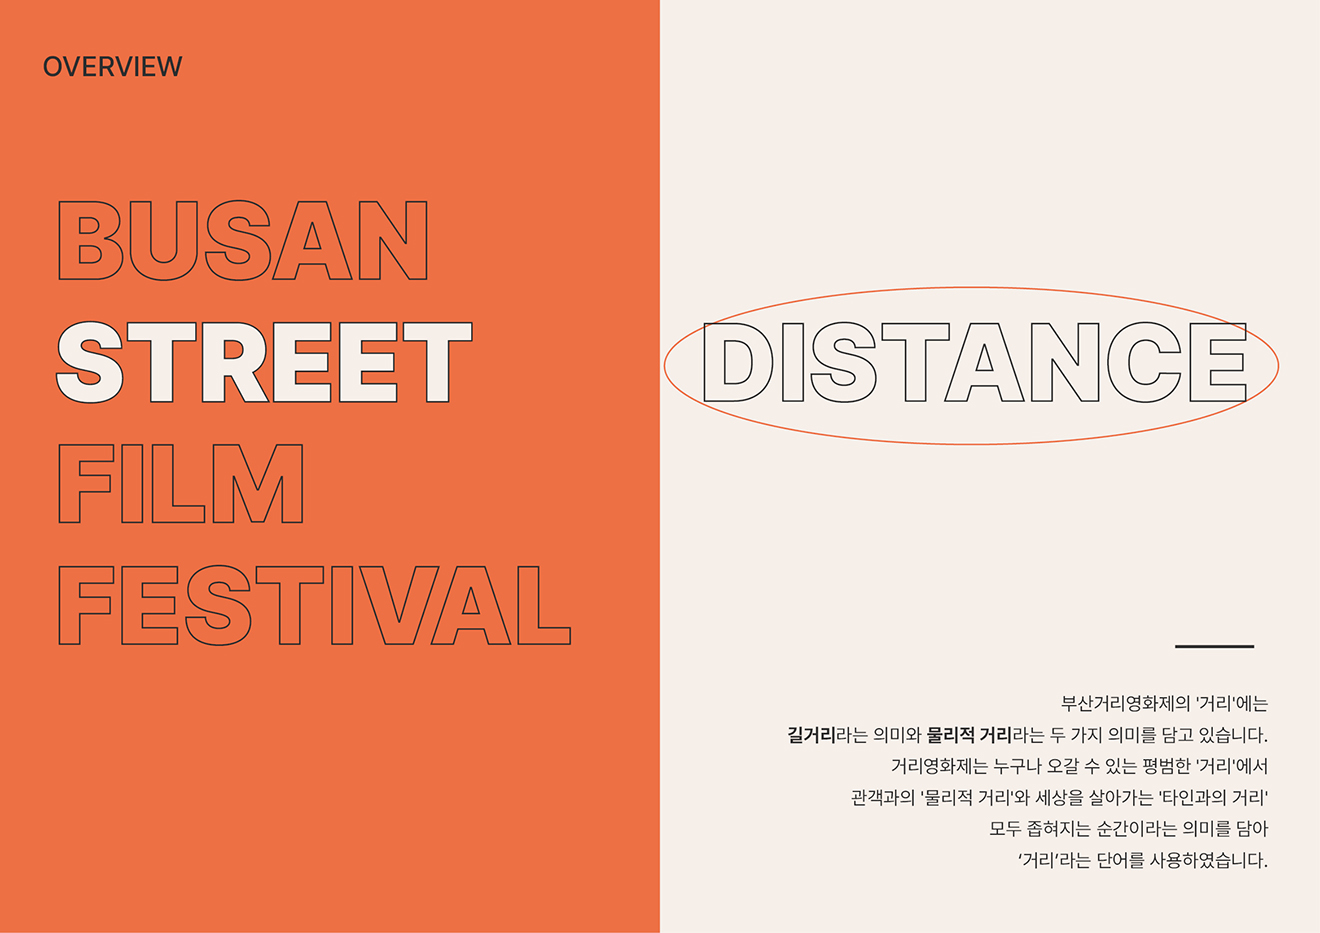 OVERVIEW
BUSAN
STREET
FILM
FESTIVAL
DISTANCE
부산거리영화제의 '거리'에는
길거리라는 의미와 물리적 거리라는 두 가지 의미를 담고 있습니다.
거리영화제는 누구나 오갈 수 있는 평범한 '거리'에서
관객과의 '물리적 거리'와 세상을 살아가는 '타인과의 거리'
모두 좁혀지는 순간이라는 의미를 담아
‘거리’라는 단어를 사용하였습니다.